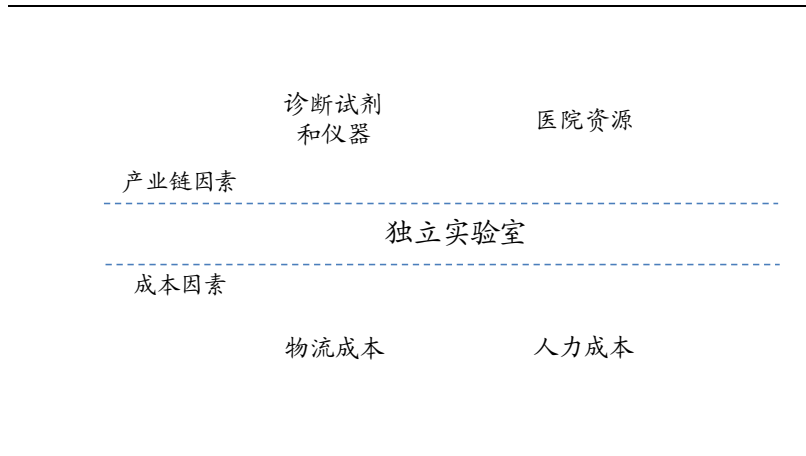 诊断试剂
和仪器
医院资源
产业链因素
独立实验室
成本因素
物流成本
人力成本